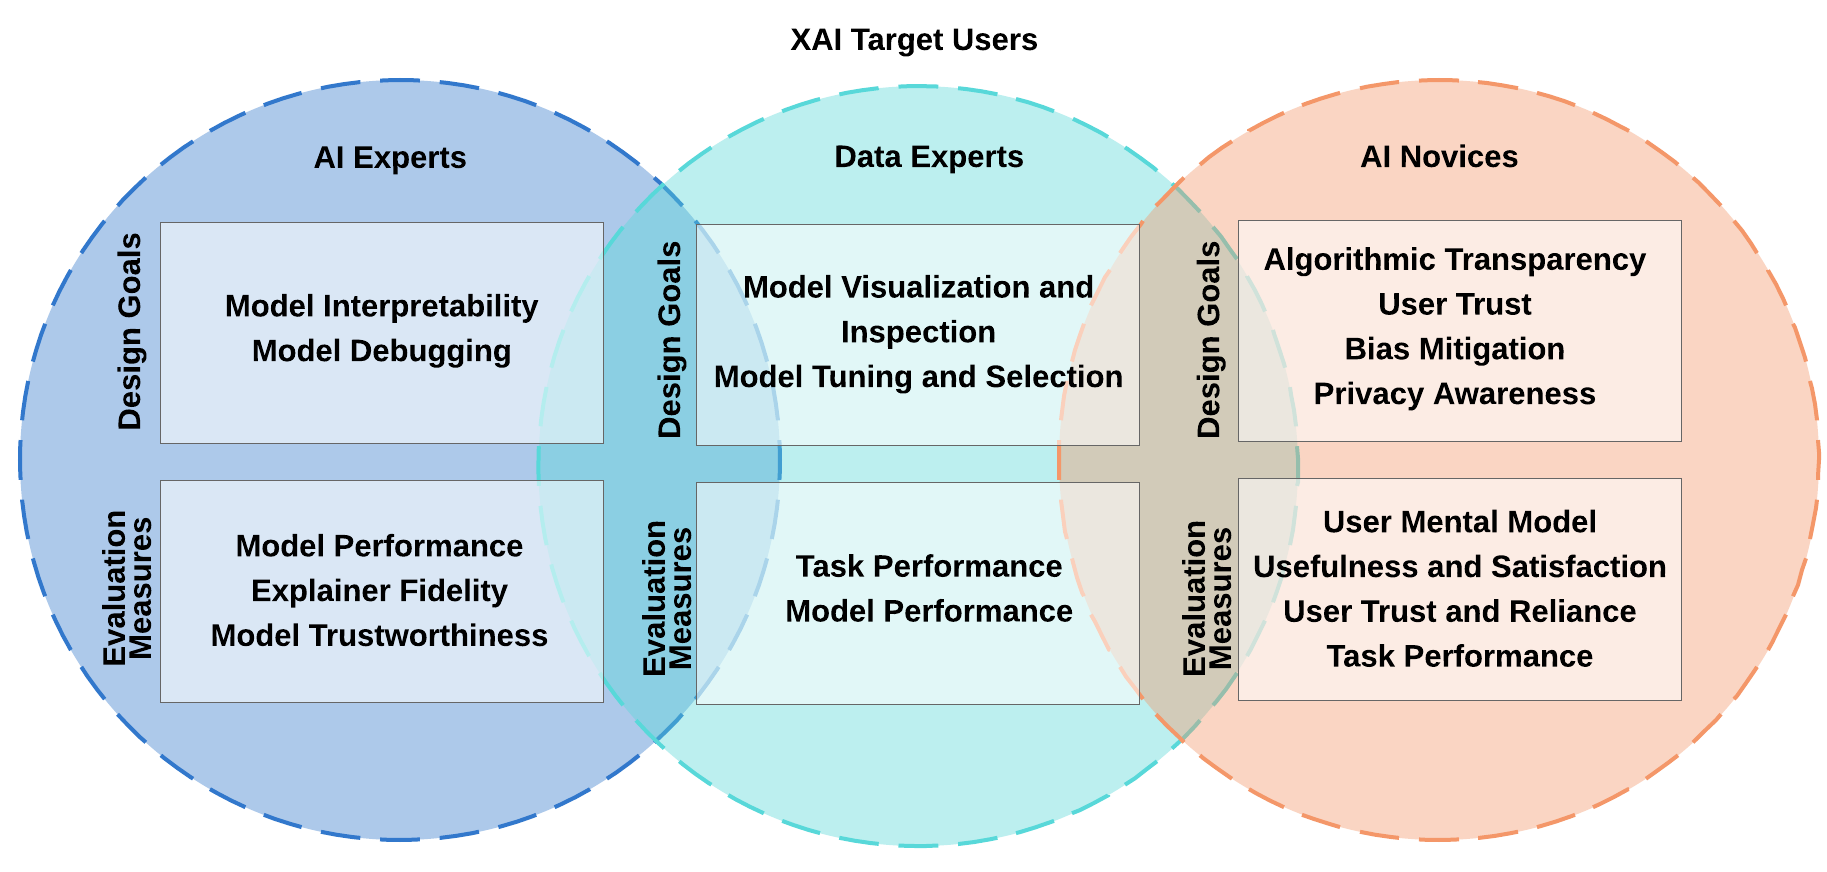 XAI Target Users
AI Experts
Design Goals
Model Interpretability
Model Debugging
Evaluation
Measures
Model Performance
Explainer Fidelity
Model Trustworthiness
Data Experts
Design Goals
Model Visualization and
Inspection
Model Tuning and Selection
Evaluation
Measures
Task Performance
Model Performance
AI Novices
Design Goals
Algorithmic Transparency
User Trust
Bias Mitigation
Privacy Awareness
Evaluation
Measures
User Mental Model
Usefulness and Satisfaction
User Trust and Reliance
Task Performance